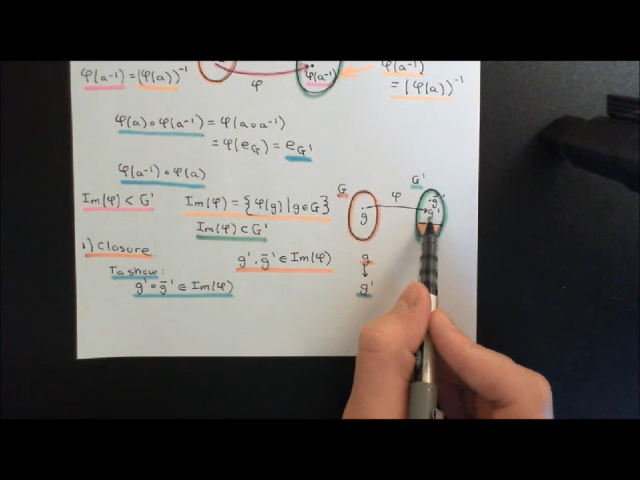 φ(a⁻¹) = (φ(a))⁻¹
φ(a⁻¹)
φ
φ(a⁻¹)
= (φ(a))⁻¹
φ(a) ∘ φ(a⁻¹) = φ(a ∘ a⁻¹)
= φ(e_G) = e_G'
φ(a⁻¹) ∘ φ(a)
Im(φ) < G'
Im(φ) = {φ(g) | g ∈ G}
Im(φ) ⊂ G'
G
φ
G'
g
ḡ'
g'
1) Closure
g', ḡ' ∈ Im(φ)
To show:
g' ∘ ḡ' ∈ Im(φ)
g
↓
g'